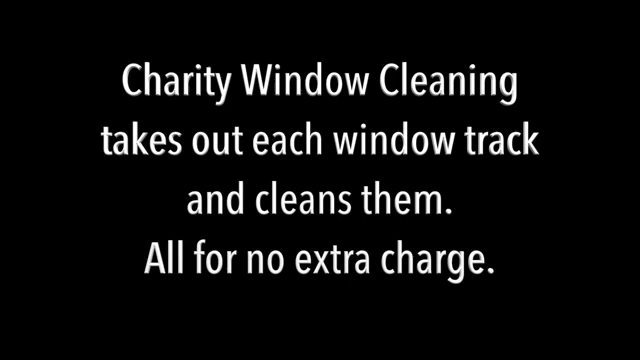 Charity Window Cleaning
takes out each window track
and cleans them.
All for no extra charge.